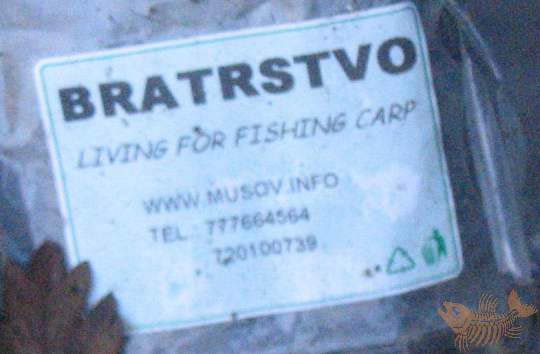 BRATRSTVO
LIVING FOR FISHING CARP
WWW.MUSOV.INFO
TEL: 777664564
720100739